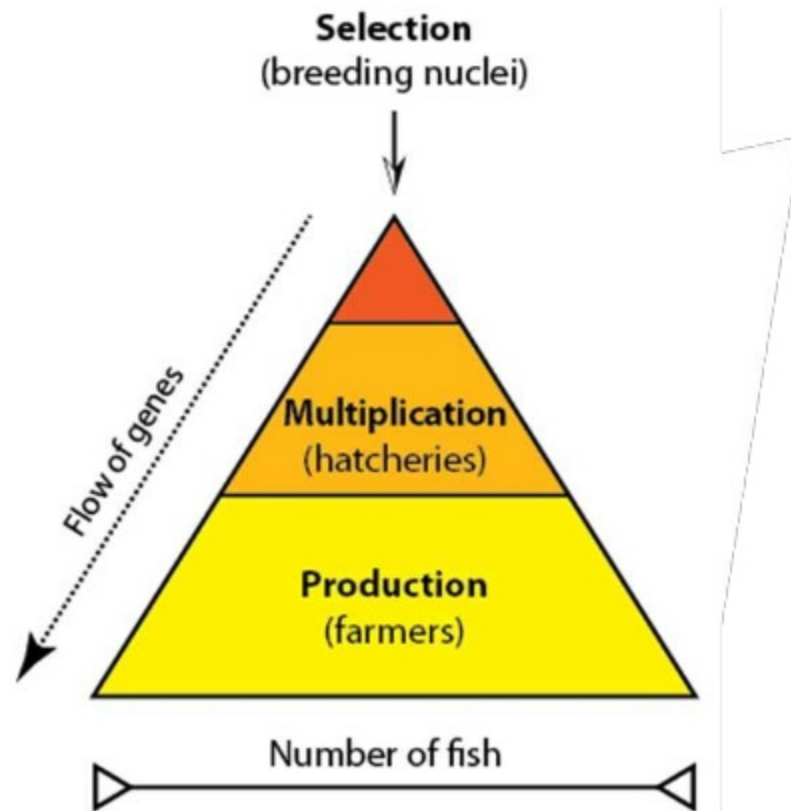 Selection
(breeding nuclei)
Flow of genes
Multiplication
(hatcheries)
Production
(farmers)
Number of fish